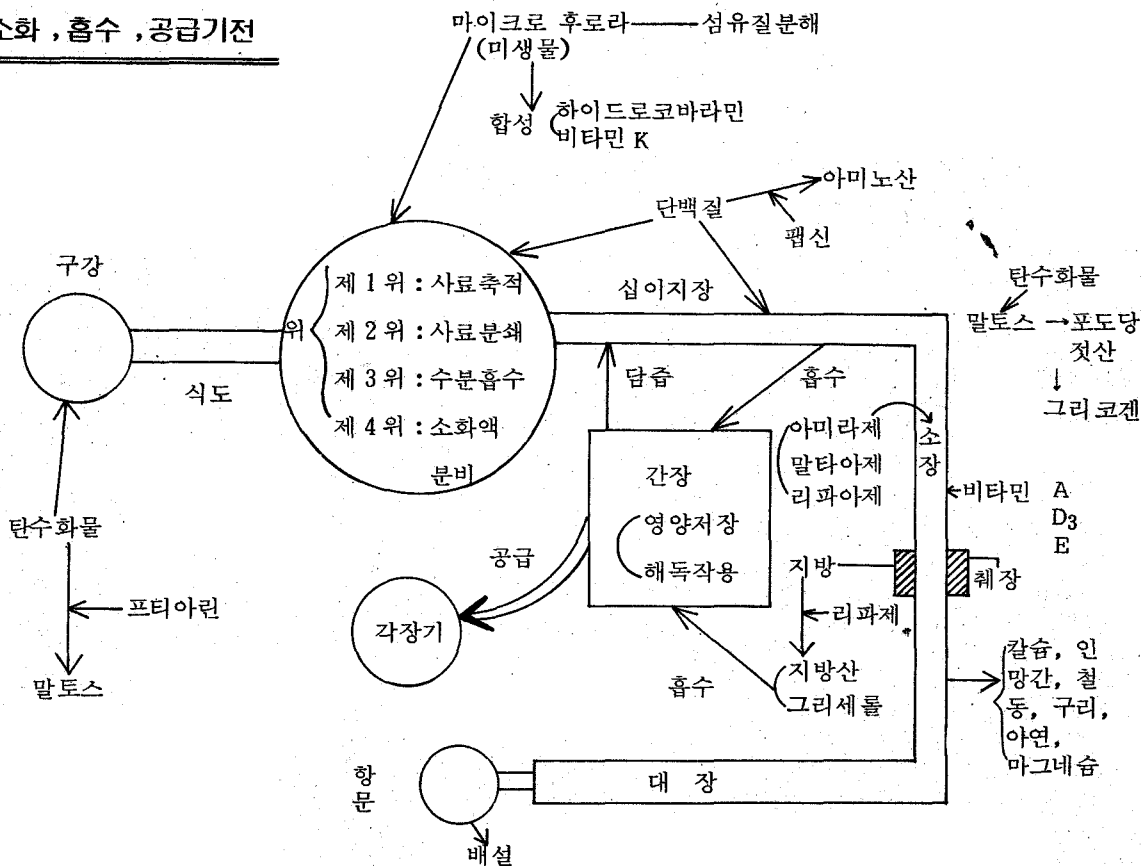 소화 , 흡수 , 공급기전
마이크로 후로라 섬유질분해
(미생물)
합성 하이드로코바라민
비타민 K
아미노산
단백질
팹신
구강
위
제 1 위 : 사료축적
제 2 위 : 사료분쇄
제 3 위 : 수분흡수
제 4 위 : 소화액
분비
식도
십이지장
탄수화물
말토스 → 포도당
젓산
↓
그리코겐
담즙
흡수
아미라제
말타아제
리파아제
소장
간장
영양저장
해독작용
비타민 A
D3
E
탄수화물
프티아린
말토스
공급
각장기
지방
췌장
리파제
지방산
그리세롤
흡수
칼슘, 인
망간, 철
동, 구리,
아연,
마그네슘
항문
대 장
배설